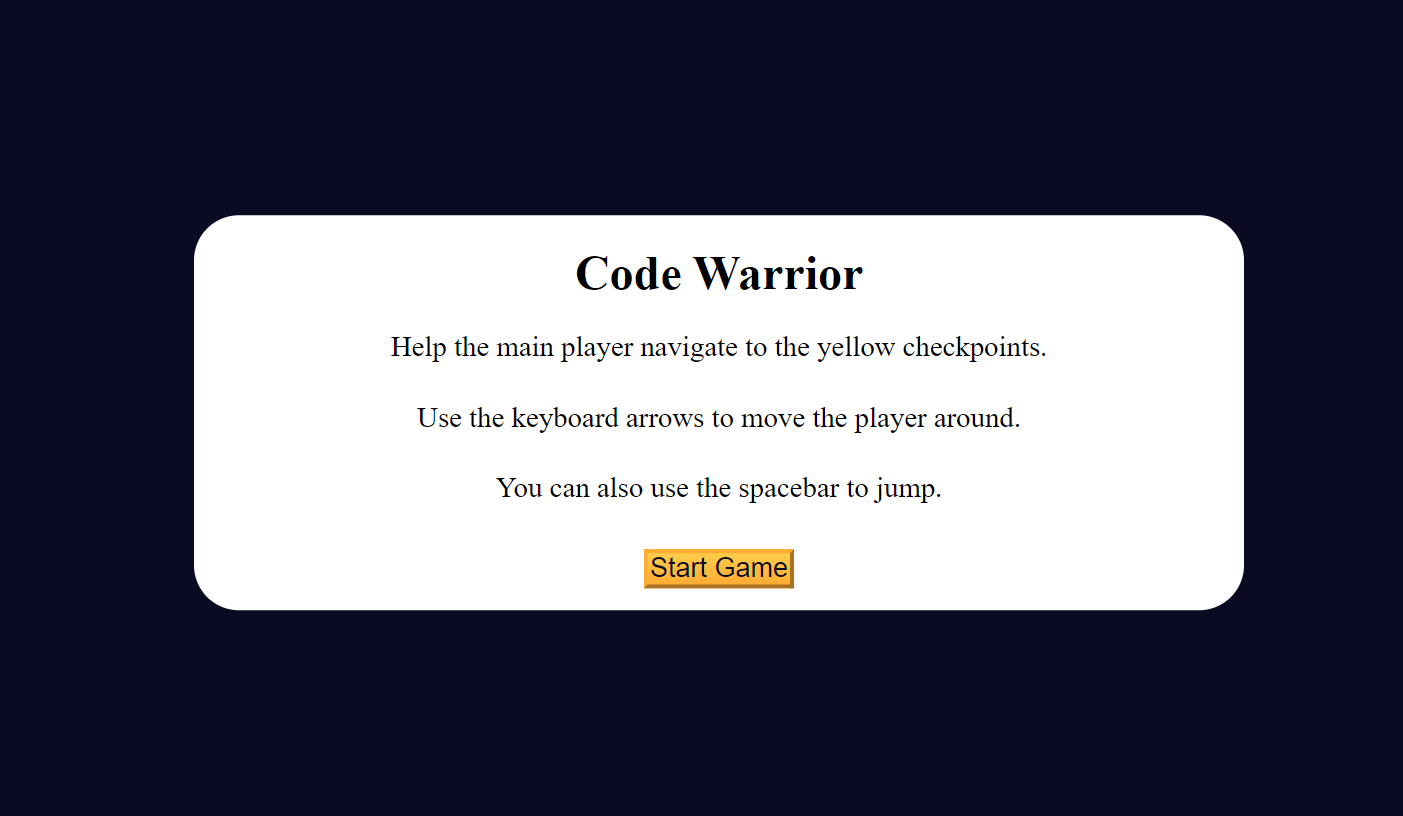 Code Warrior
Help the main player navigate to the yellow checkpoints.
Use the keyboard arrows to move the player around.
You can also use the spacebar to jump.
Start Game